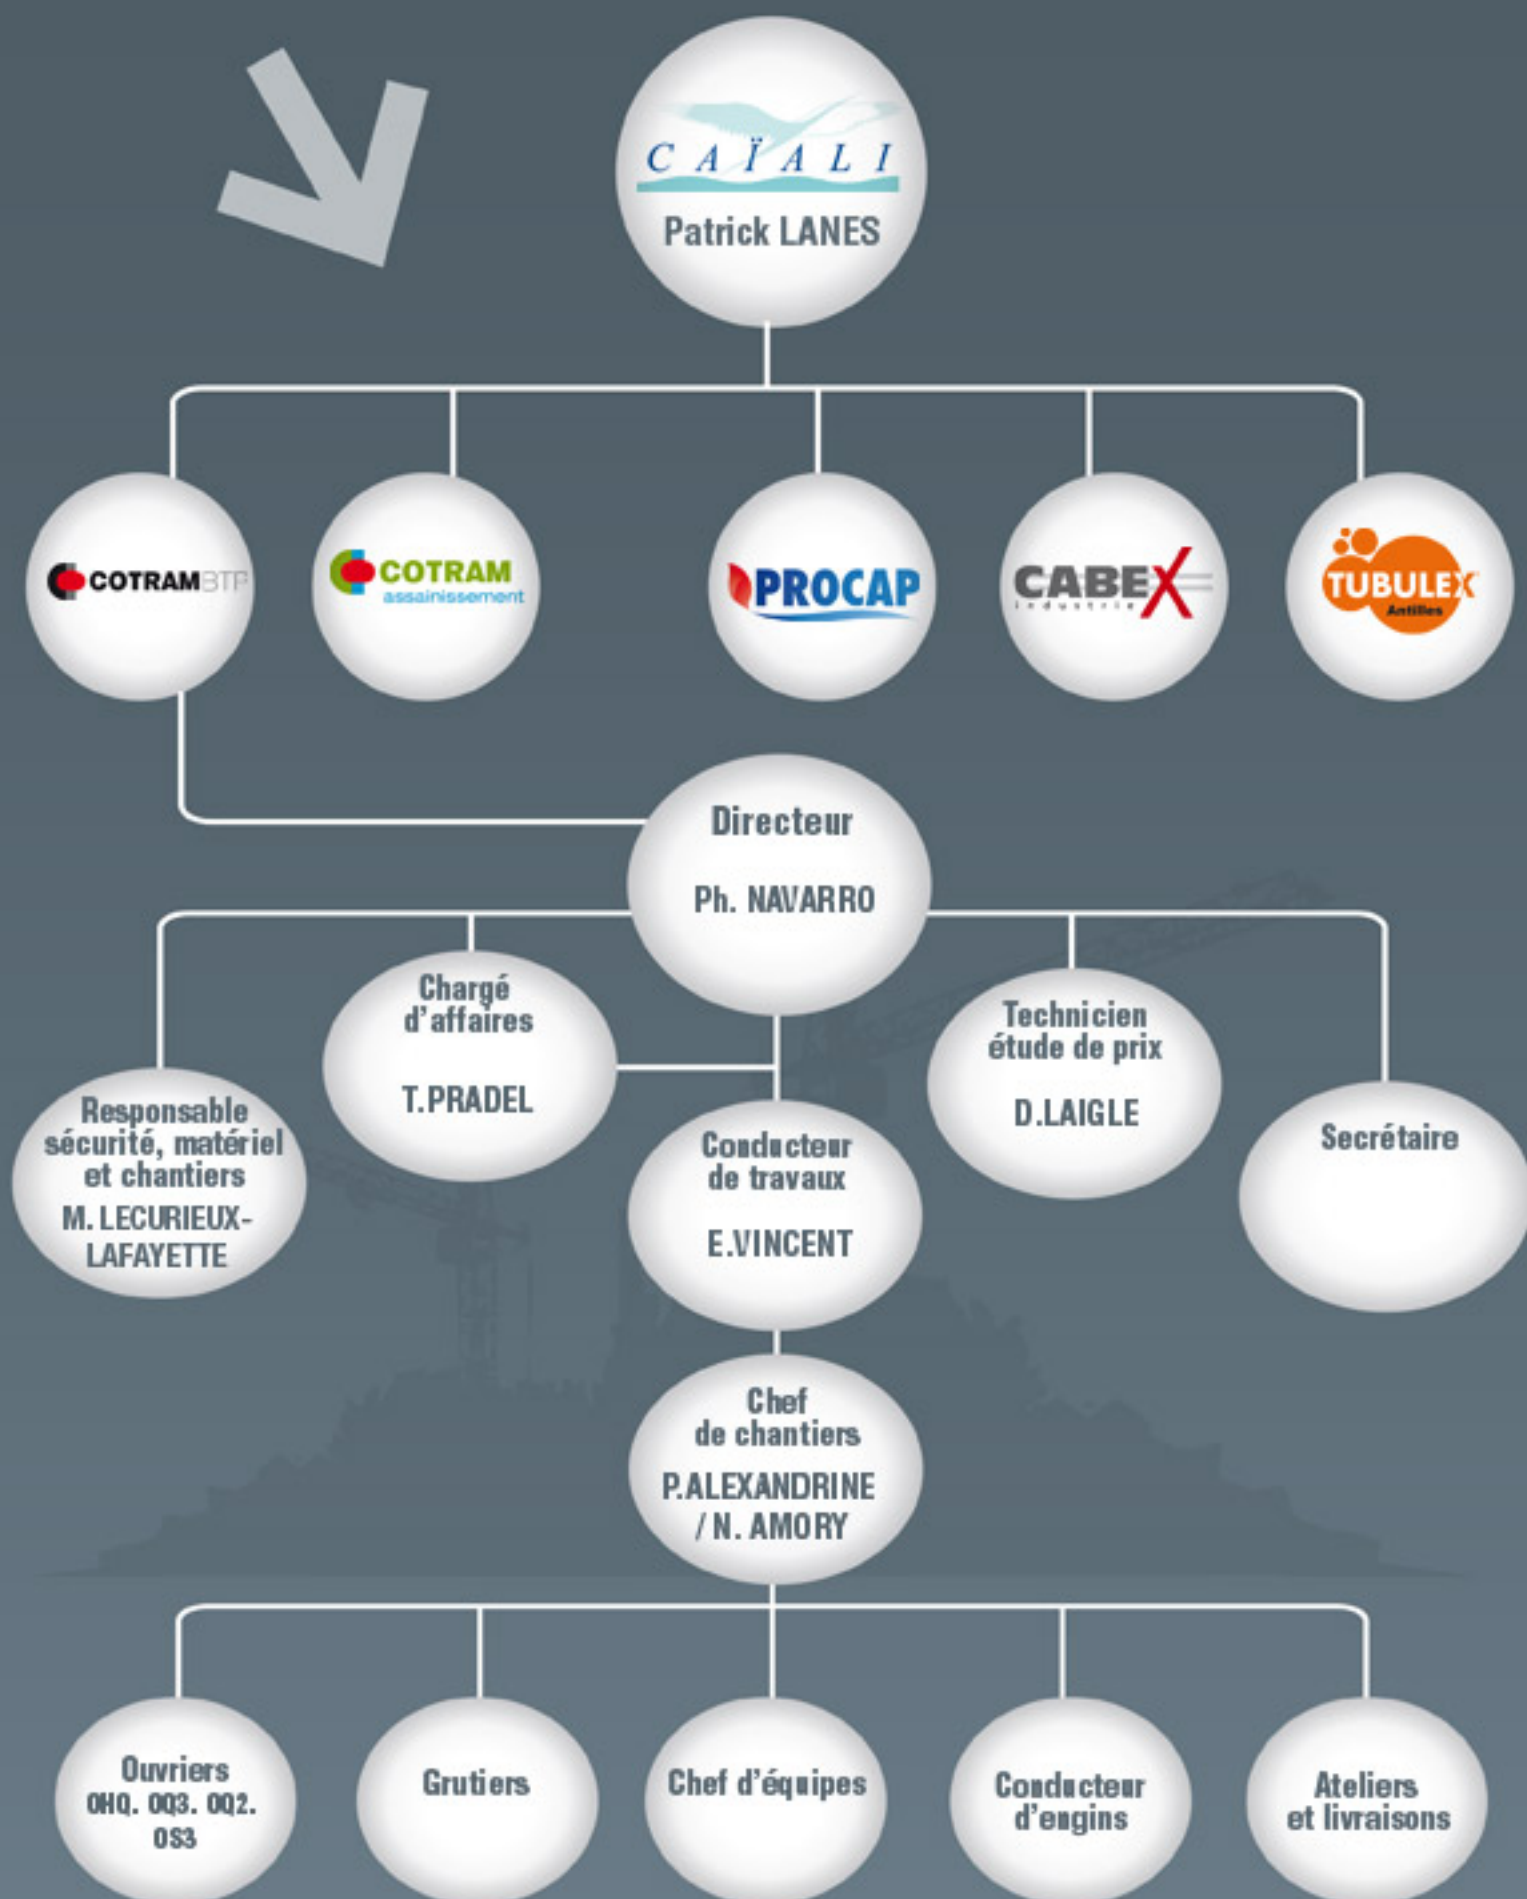 CAÏALI
Patrick LANES
COTRAMBTP
COTRAM
assainissement
PROCAP
CABEX
industrie
TUBULEX
Antilles
Directeur
Ph. NAVARRO
Chargé
d'affaires
T.PRADEL
Technicien
étude de prix
D.LAIGLE
Responsable
sécurité, matériel
et chantiers
M. LECURIEUX-
LAFAYETTE
Conducteur
de travaux
E.VINCENT
Secrétaire
Chef
de chantiers
P.ALEXANDRINE
/ N. AMORY
Ouvriers
OHQ. OQ3. OQ2.
OS3
Grutiers
Chef d'équipes
Conducteur
d'engins
Ateliers
et livraisons